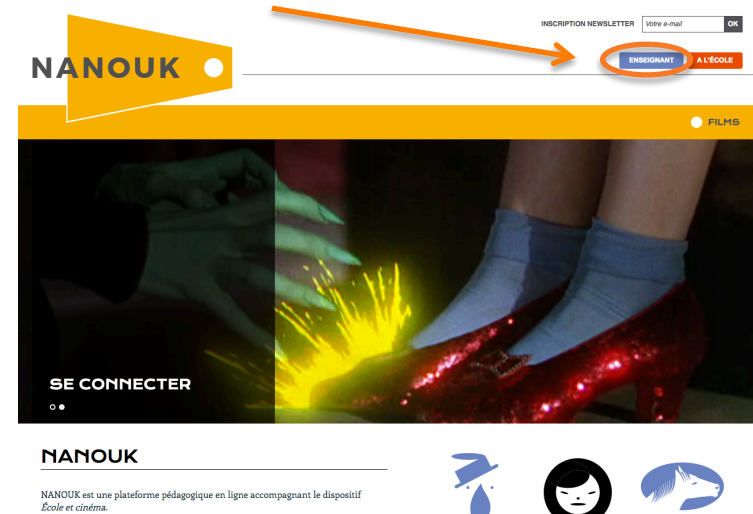 INSCRIPTION NEWSLETTER Votre e-mail OK
NANOUK
ENSEIGNANT A L'ÉCOLE
FILMS
SE CONNECTER
NANOUK
NANOUK est une plateforme pédagogique en ligne accompagnant le dispositif
École et cinéma.